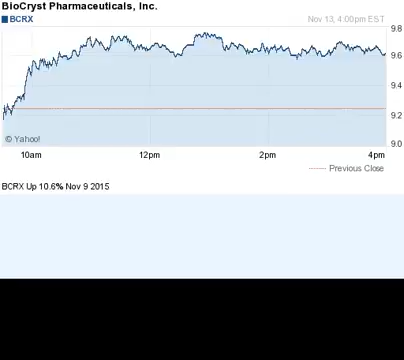 BioCryst Pharmaceuticals, Inc.
BCRX
Nov 13, 4:00pm EST
9.8
9.6
9.4
9.2
9.0
© Yahoo!
10am 12pm 2pm 4pm
Previous Close
BCRX Up 10.6% Nov 9 2015